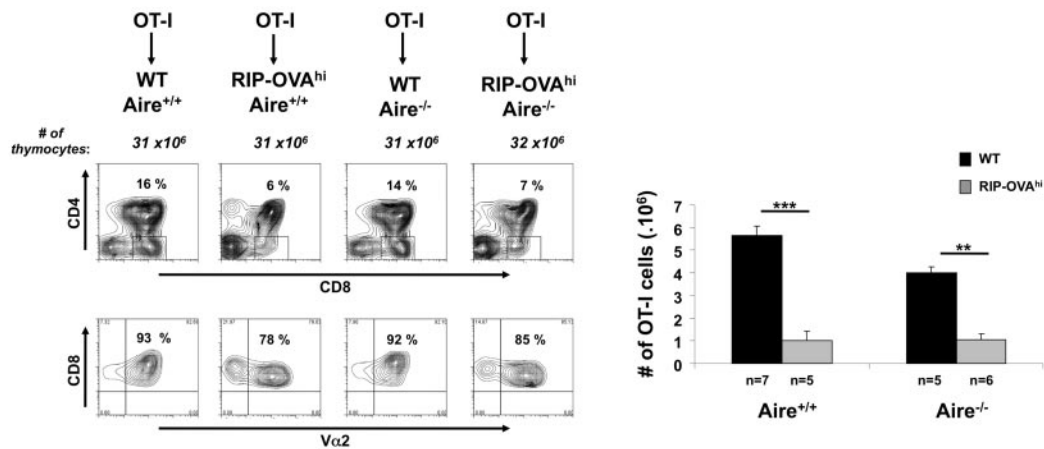 OT-I OT-I OT-I OT-I
WT RIP-OVAhi WT RIP-OVAhi
Aire+/+ Aire+/+ Aire-/- Aire-/-
# of thymocytes: 31 x10⁶ 31 x10⁶ 31 x10⁶ 32 x10⁶
16 % 6 % 14 % 7 %
CD4
CD8
93 % 78 % 92 % 85 %
CD8
Vα2
WT
RIP-OVAhi
# of OT-I cells (.10⁶)
7
6
5
4
3
2
1
0
*** **
n=7 n=5 n=5 n=6
Aire+/+ Aire-/-